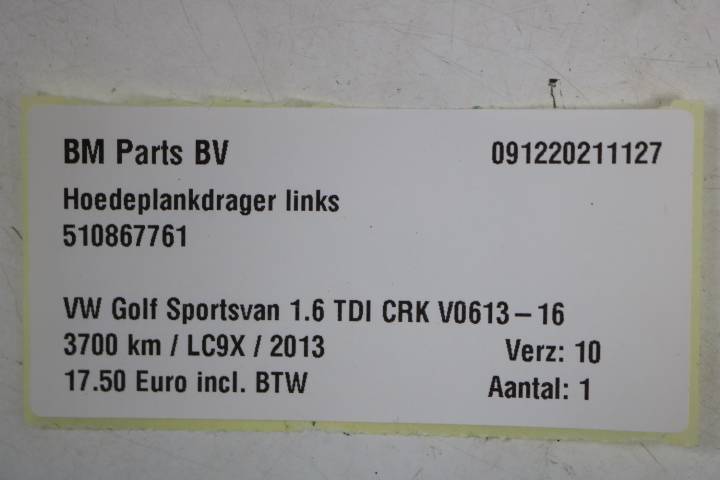 BM Parts BV 091220211127
Hoedeplankdrager links
510867761
VW Golf Sportsvan 1.6 TDI CRK V0613-16
3700 km / LC9X / 2013 Verz: 10
17.50 Euro incl. BTW Aantal: 1